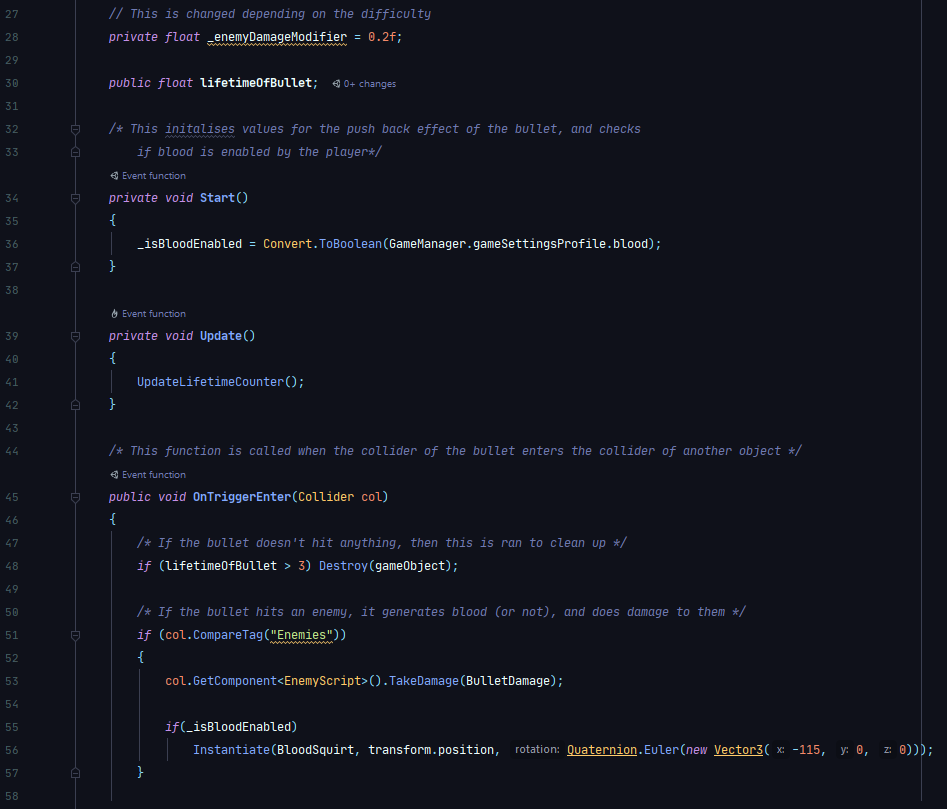 27 // This is changed depending on the difficulty
28 private float _enemyDamageModifier = 0.2f;
29
30 public float lifetimeOfBullet; 0+ changes
31
32 /* This initalises values for the push back effect of the bullet, and checks
33 if blood is enabled by the player*/
Event function
34 private void Start()
35 {
36 _isBloodEnabled = Convert.ToBoolean(GameManager.gameSettingsProfile.blood);
37 }
38
Event function
39 private void Update()
40 {
41 UpdateLifetimeCounter();
42 }
43
44 /* This function is called when the collider of the bullet enters the collider of another object */
Event function
45 public void OnTriggerEnter(Collider col)
46 {
47 /* If the bullet doesn't hit anything, then this is ran to clean up */
48 if (lifetimeOfBullet > 3) Destroy(gameObject);
49
50 /* If the bullet hits an enemy, it generates blood (or not), and does damage to them */
51 if (col.CompareTag("Enemies"))
52 {
53 col.GetComponent<EnemyScript>().TakeDamage(BulletDamage);
54
55 if(_isBloodEnabled)
56 Instantiate(BloodSquirt, transform.position, rotation: Quaternion.Euler(new Vector3( x: -115, y: 0, z: 0)));
57 }
58